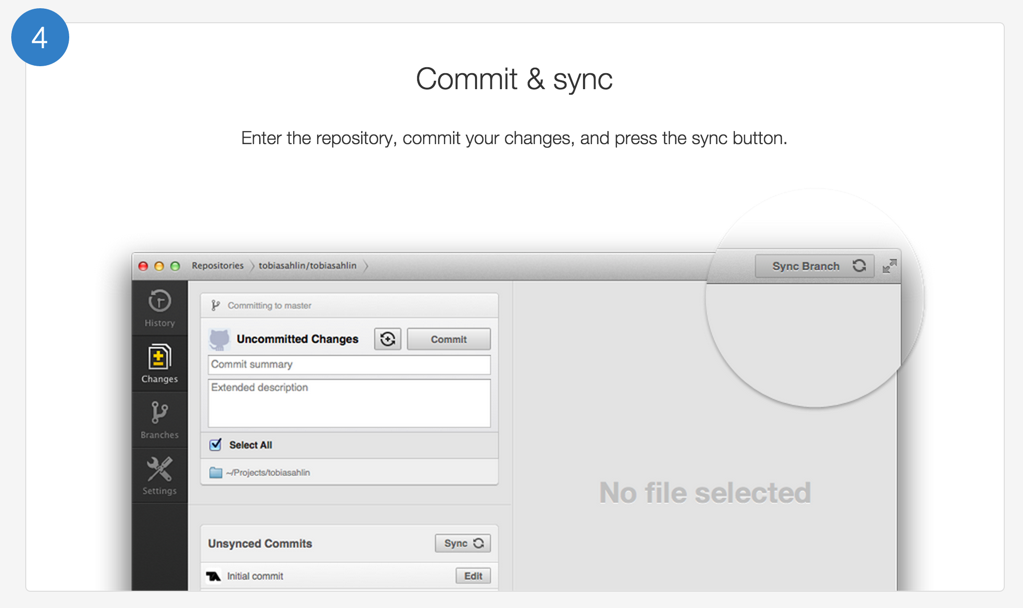 4
Commit & sync
Enter the repository, commit your changes, and press the sync button.
Repositories tobiasahlin/tobiasahlin
Sync Branch
History
Changes
Branches
Settings
Committing to master
Uncommitted Changes
Commit
Commit summary
Extended description
Select All
~/Projects/tobiasahlin
No file selected
Unsynced Commits
Sync
Initial commit
Edit